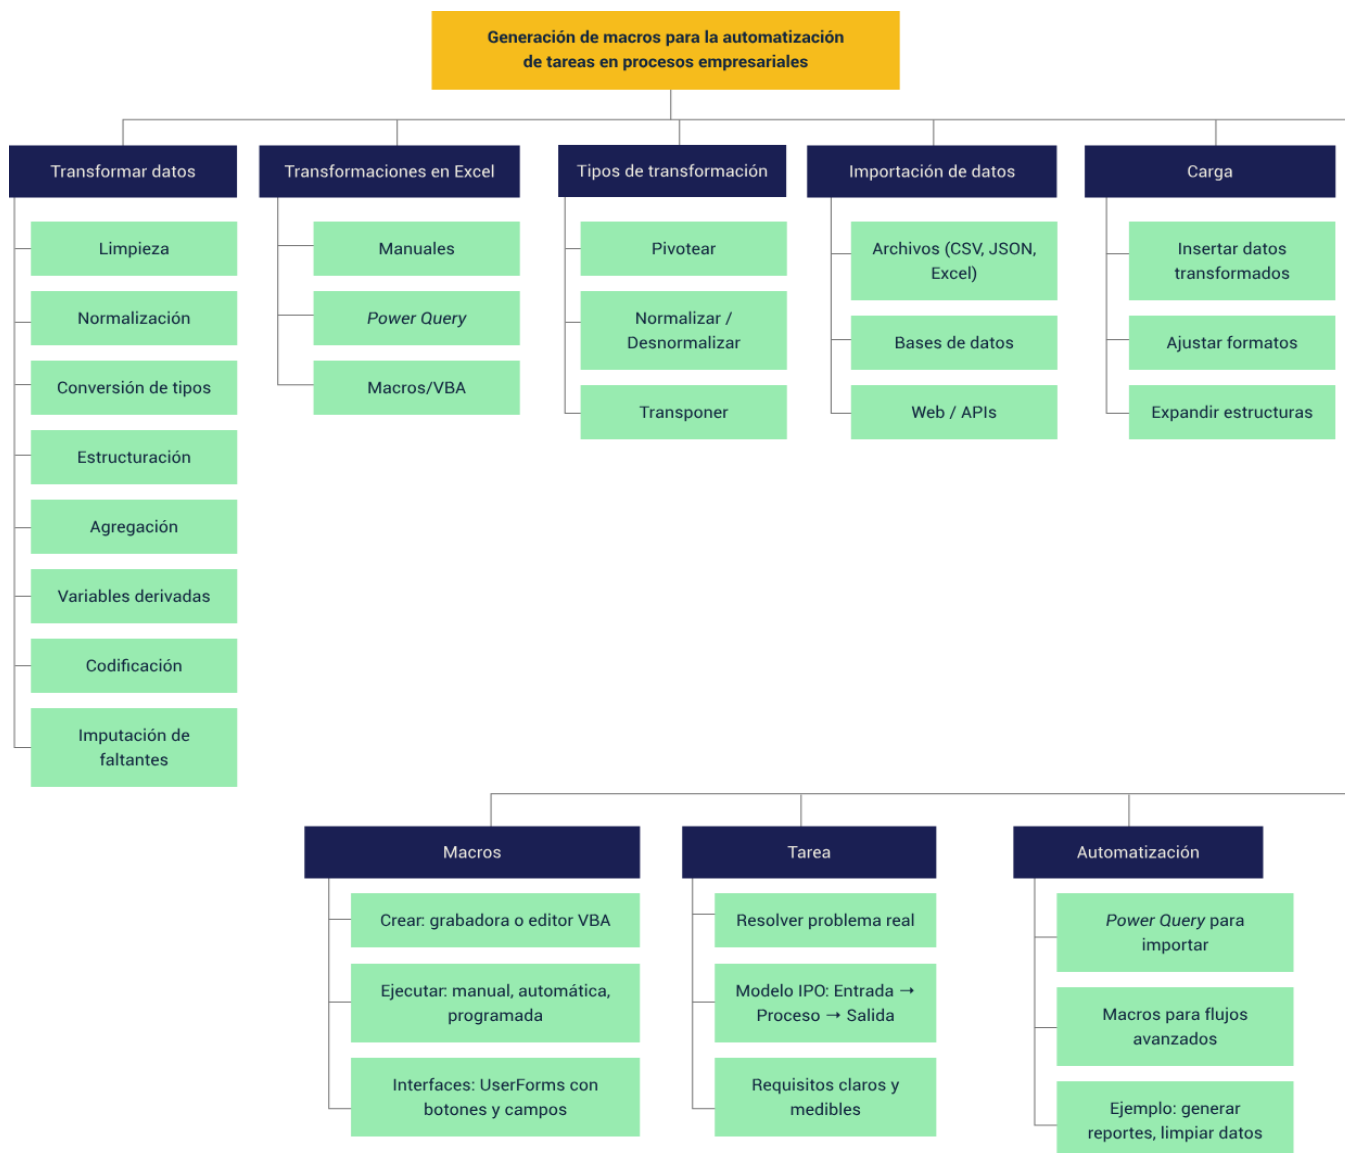 Generación de macros para la automatización
de tareas en procesos empresariales
Transformar datos
Limpieza
Normalización
Conversión de tipos
Estructuración
Agregación
Variables derivadas
Codificación
Imputación de
faltantes
Transformaciones en Excel
Manuales
Power Query
Macros/VBA
Tipos de transformación
Pivotear
Normalizar /
Desnormalizar
Transponer
Importación de datos
Archivos (CSV, JSON,
Excel)
Bases de datos
Web / APIs
Carga
Insertar datos
transformados
Ajustar formatos
Expandir estructuras
Macros
Crear: grabadora o editor VBA
Ejecutar: manual, automática,
programada
Interfaces: UserForms con
botones y campos
Tarea
Resolver problema real
Modelo IPO: Entrada →
Proceso → Salida
Requisitos claros y
medibles
Automatización
Power Query para
importar
Macros para flujos
avanzados
Ejemplo: generar
reportes, limpiar datos